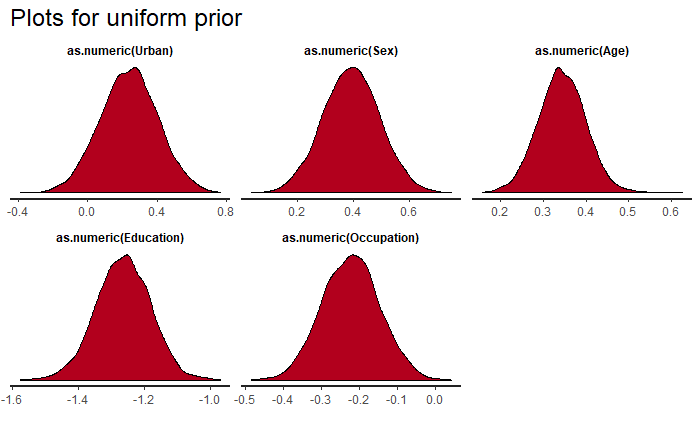 Plots for uniform prior
as.numeric(Urban) as.numeric(Sex) as.numeric(Age)
-0.4 0.0 0.4 0.8 0.2 0.4 0.6 0.2 0.3 0.4 0.5 0.6
as.numeric(Education) as.numeric(Occupation)
-1.6 -1.4 -1.2 -1.0 -0.5 -0.4 -0.3 -0.2 -0.1 0.0